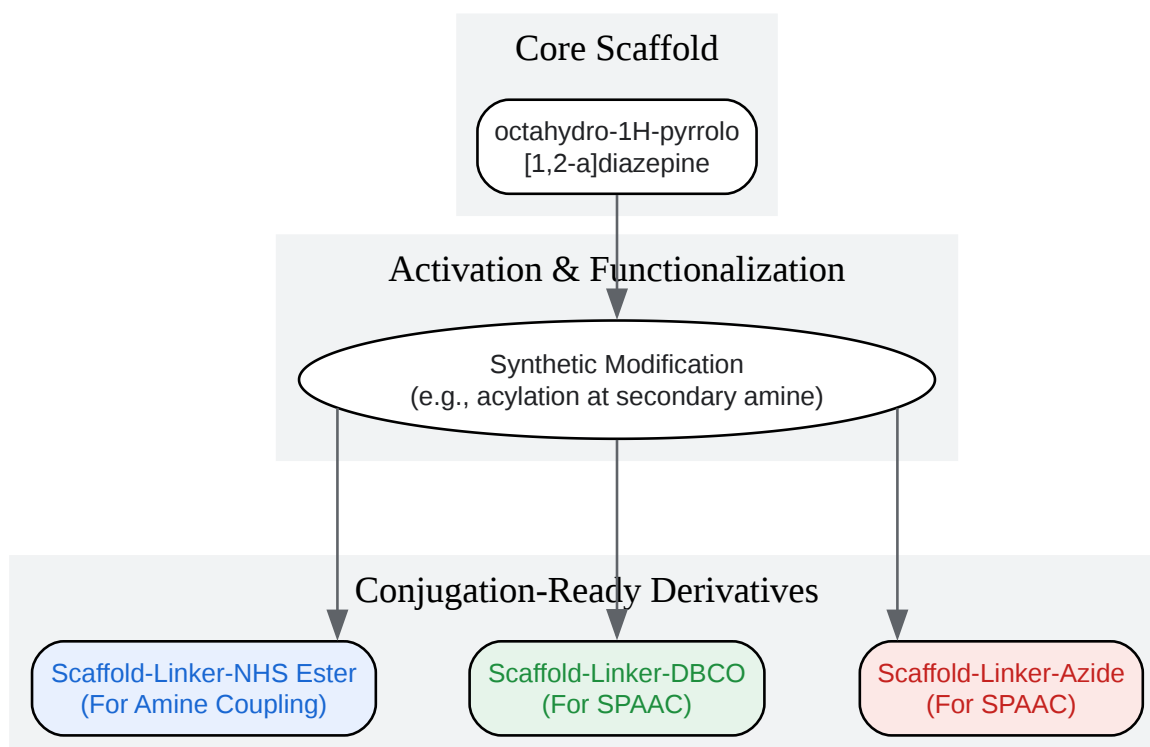 Core Scaffold
octahydro-1H-pyrrolo
[1,2-a]diazepine
Activation & Functionalization
Synthetic Modification
(e.g., acylation at secondary amine)
Conjugation-Ready Derivatives
Scaffold-Linker-NHS Ester
(For Amine Coupling)
Scaffold-Linker-DBCO
(For SPAAC)
Scaffold-Linker-Azide
(For SPAAC)